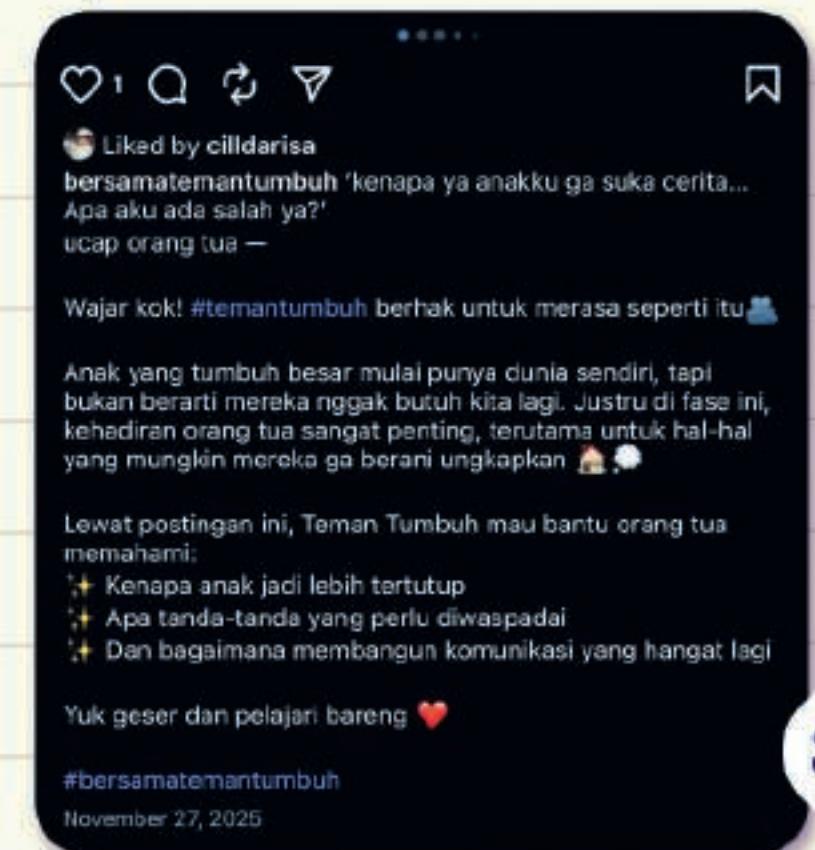 1
Liked by cilldarisa
bersamatemantumbuh 'kenapa ya anakku ga suka cerita...
Apa aku ada salah ya?'
ucap orang tua —
Wajar kok! #temantumbuh berhak untuk merasa seperti itu🫂
Anak yang tumbuh besar mulai punya dunia sendiri, tapi
bukan berarti mereka nggak butuh kita lagi. Justru di fase ini,
kehadiran orang tua sangat penting, terutama untuk hal-hal
yang mungkin mereka ga berani ungkapkan 🏠💭
Lewat postingan ini, Teman Tumbuh mau bantu orang tua
memahami:
✨ Kenapa anak jadi lebih tertutup
✨ Apa tanda-tanda yang perlu diwaspadai
✨ Dan bagaimana membangun komunikasi yang hangat lagi
Yuk geser dan pelajari bareng ❤️
#bersamatemantumbuh
November 27, 2025